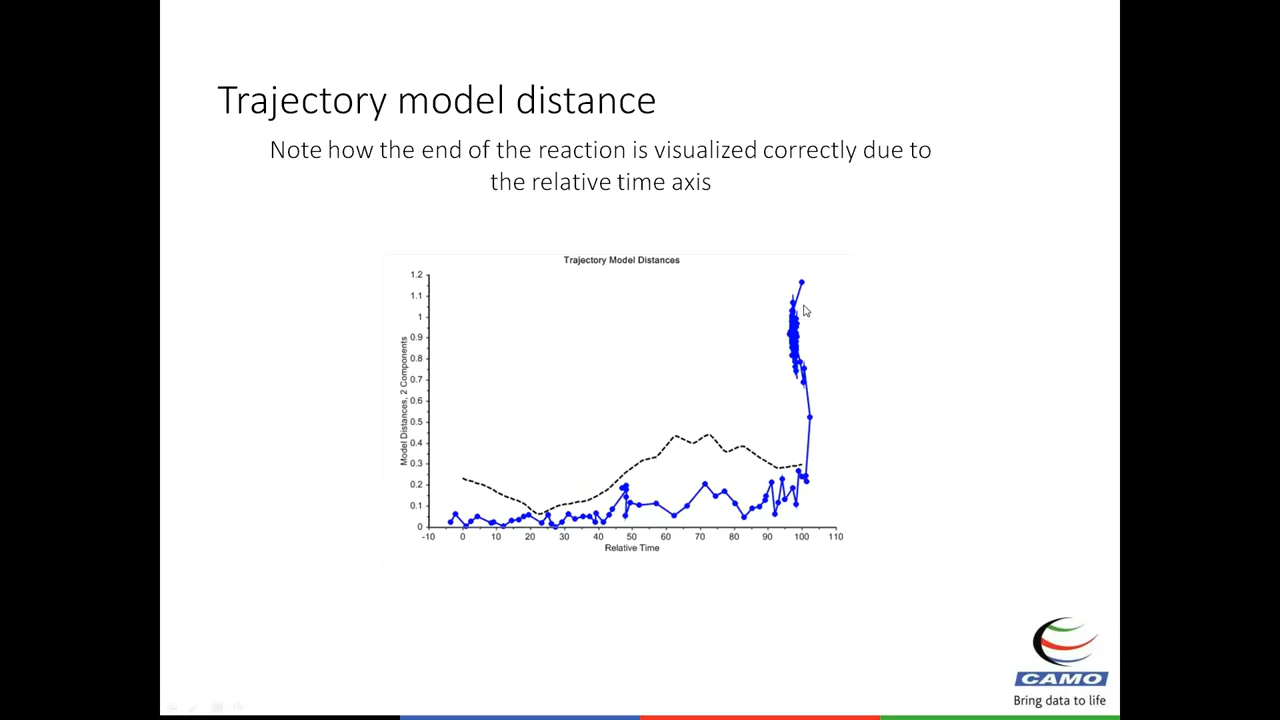 Trajectory model distance
Note how the end of the reaction is visualized correctly due to
the relative time axis
Trajectory Model Distances
Model Distances, 2 Components
1.2
1.1
1
0.9
0.8
0.7
0.6
0.5
0.4
0.3
0.2
0.1
0
-10 0 10 20 30 40 50 60 70 80 90 100 110
Relative Time
CAMO
Bring data to life